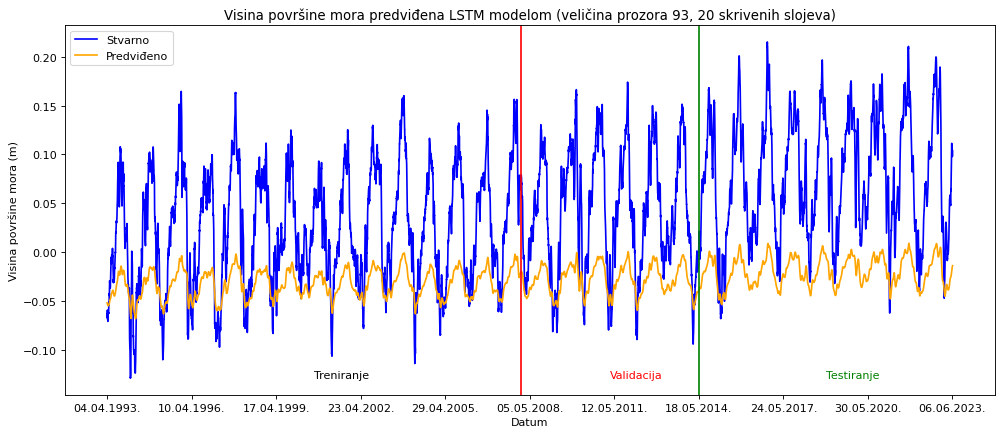 Visina površine mora predviđena LSTM modelom (veličina prozora 93, 20 skrivenih slojeva)
Stvarno
Predviđeno
Visina površine mora (m)
0.20
0.15
0.10
0.05
0.00
−0.05
−0.10
Treniranje
Validacija
Testiranje
04.04.1993.
10.04.1996.
17.04.1999.
23.04.2002.
29.04.2005.
05.05.2008.
12.05.2011.
18.05.2014.
24.05.2017.
30.05.2020.
06.06.2023.
Datum